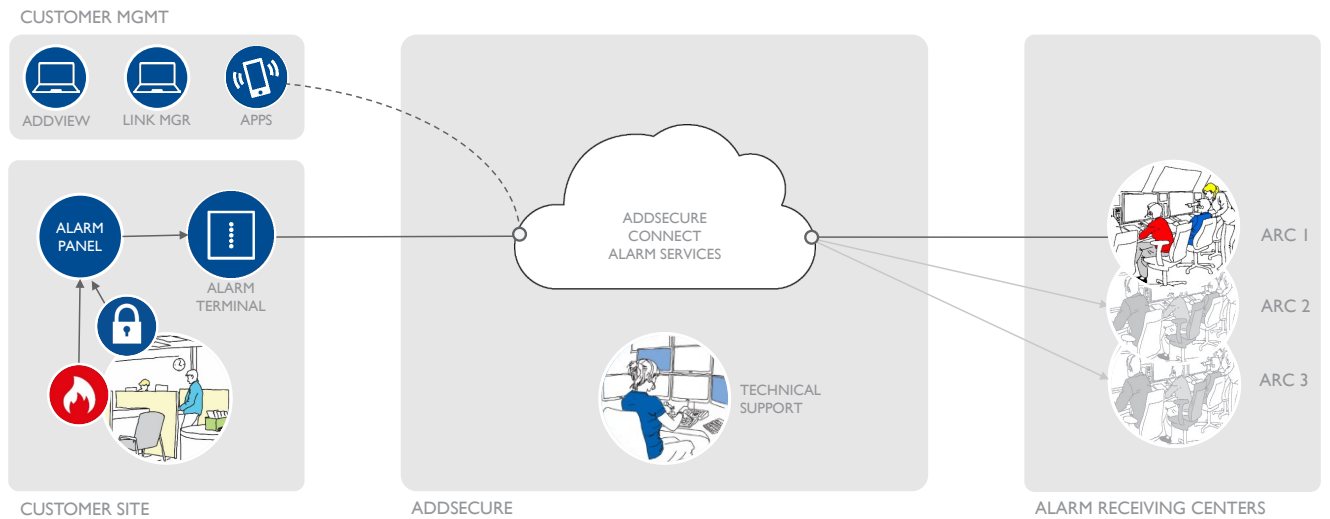 CUSTOMER MGMT
ADDVIEW
LINK MGR
APPS
ALARM
PANEL
ALARM
TERMINAL
CUSTOMER SITE
ADDSECURE
CONNECT
ALARM SERVICES
TECHNICAL
SUPPORT
ADDSECURE
ARC 1
ARC 2
ARC 3
ALARM RECEIVING CENTERS